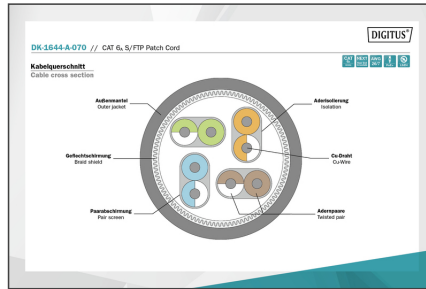 DIGITUS®
DK-1644-A-070 // CAT 6A S/FTP Patch Cord
Kabelquerschnitt
Cable cross section
Außenmantel
Outer jacket
Aderisolierung
Isolation
Geflechtschirmung
Braid shield
Cu-Draht
Cu-Wire
Paarabschirmung
Pair screen
Adernpaare
Twisted pair